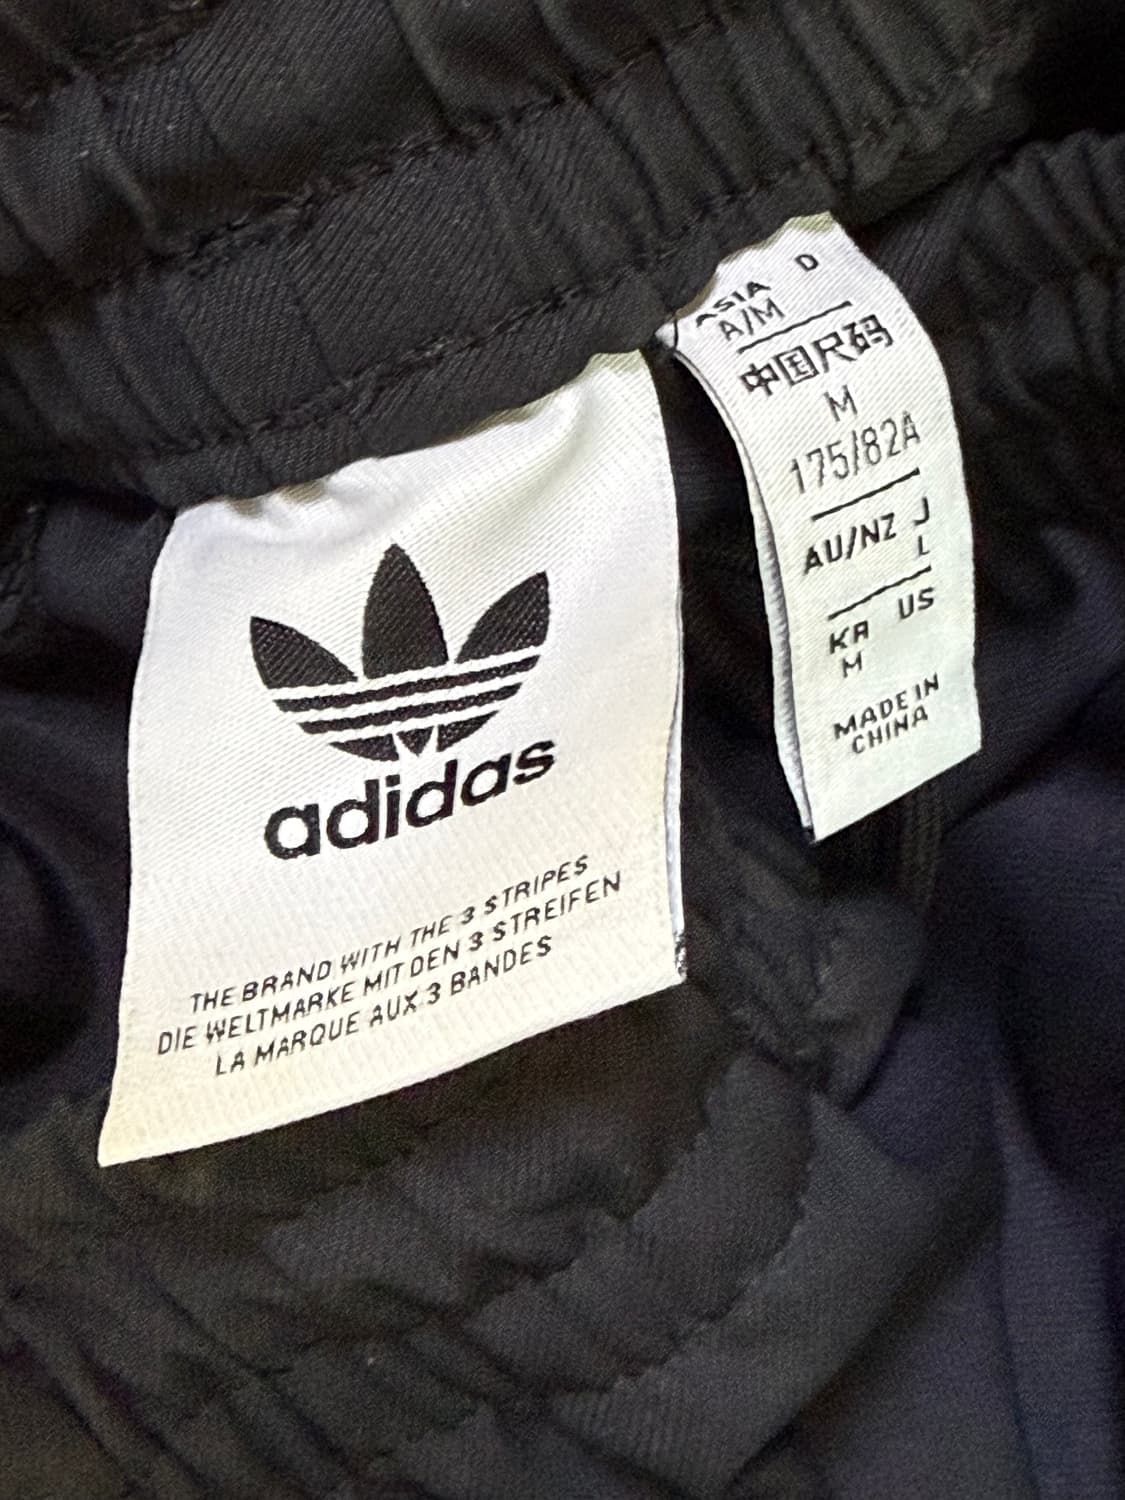 adidas
THE BRAND WITH THE 3 STRIPES
DIE WELTMARKE MIT DEN 3 STREIFEN
LA MARQUE AUX 3 BANDES
ASIA D
A/M
中国尺码
M
175/82A
AU/NZ J
L
KR US
M
MADE IN
CHINA